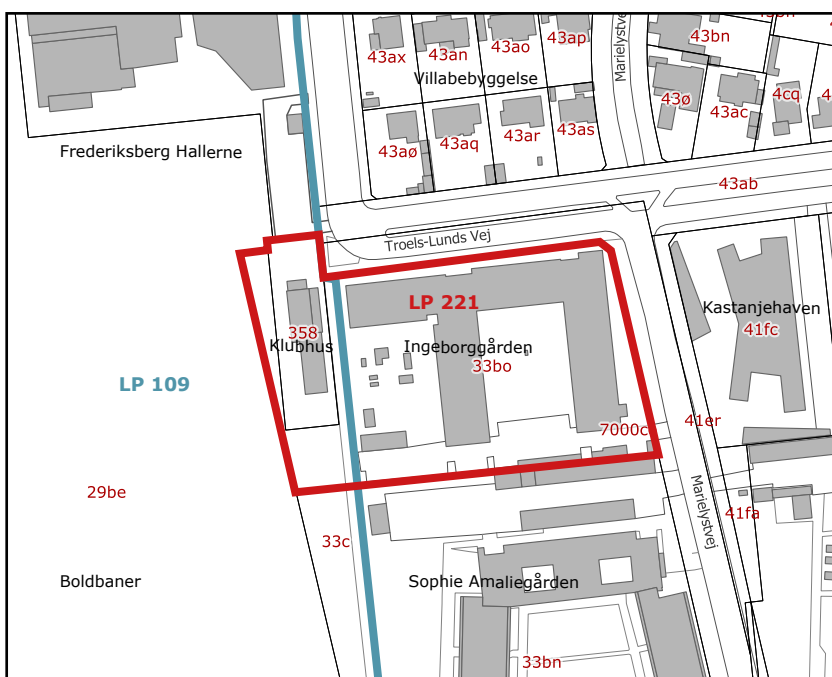 43ax
43an
43ao
43ap
43bn
Marielystvej
Villabebyggelse
43ø
43ac
4cq
43aø
43aq
43ar
43as
Frederiksberg Hallerne
43ab
Troels-Lunds Vej
LP 221
Kastanjehaven
41fc
358
Klubhus
Ingeborggården
33bo
LP 109
7000c
41er
29be
Marielystvej
41fa
33c
Boldbaner
Sophie Amaliegården
33bn